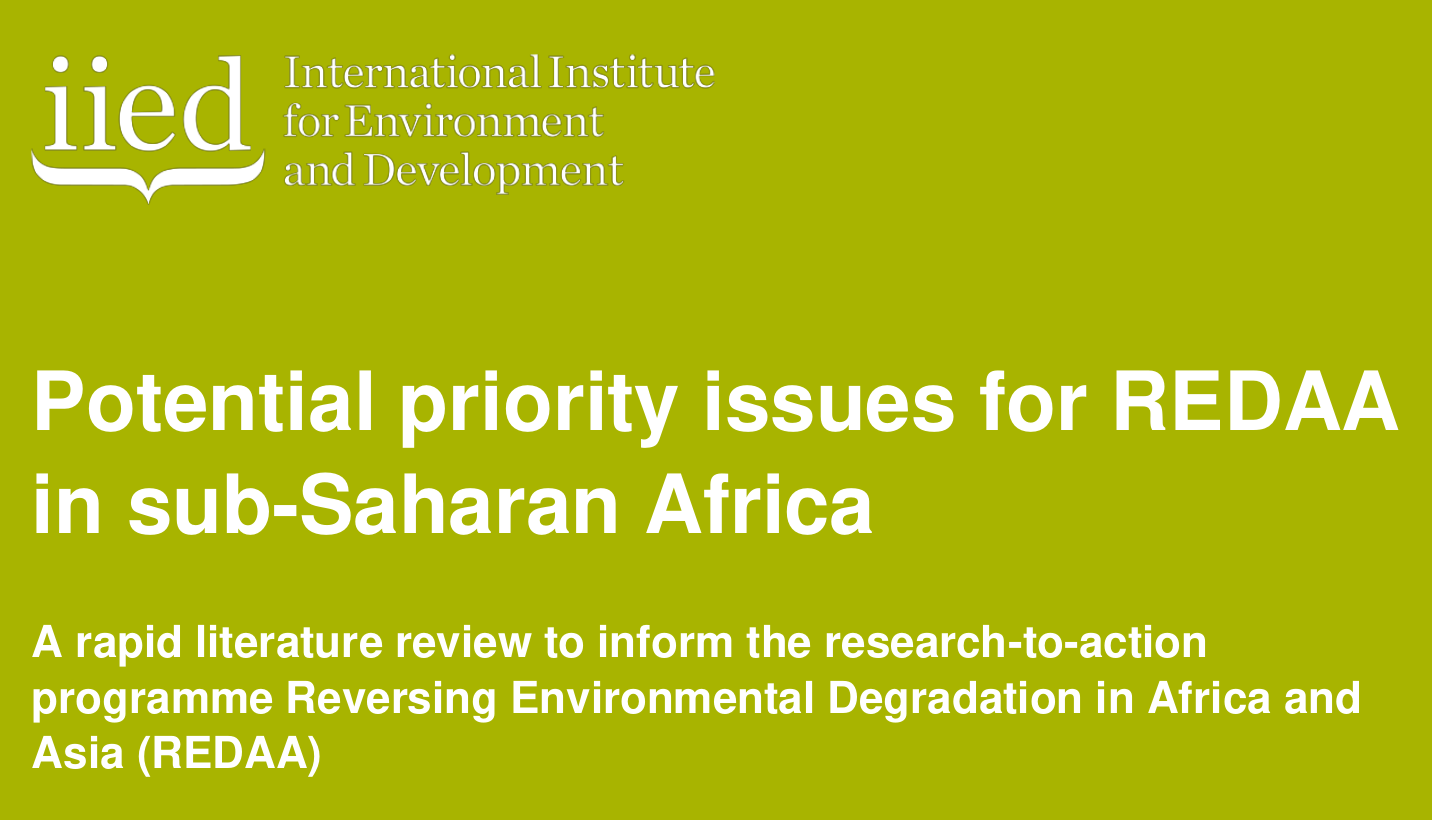 iied
International Institute
for Environment
and Development
Potential priority issues for REDAA
in sub-Saharan Africa
A rapid literature review to inform the research-to-action
programme Reversing Environmental Degradation in Africa and
Asia (REDAA)